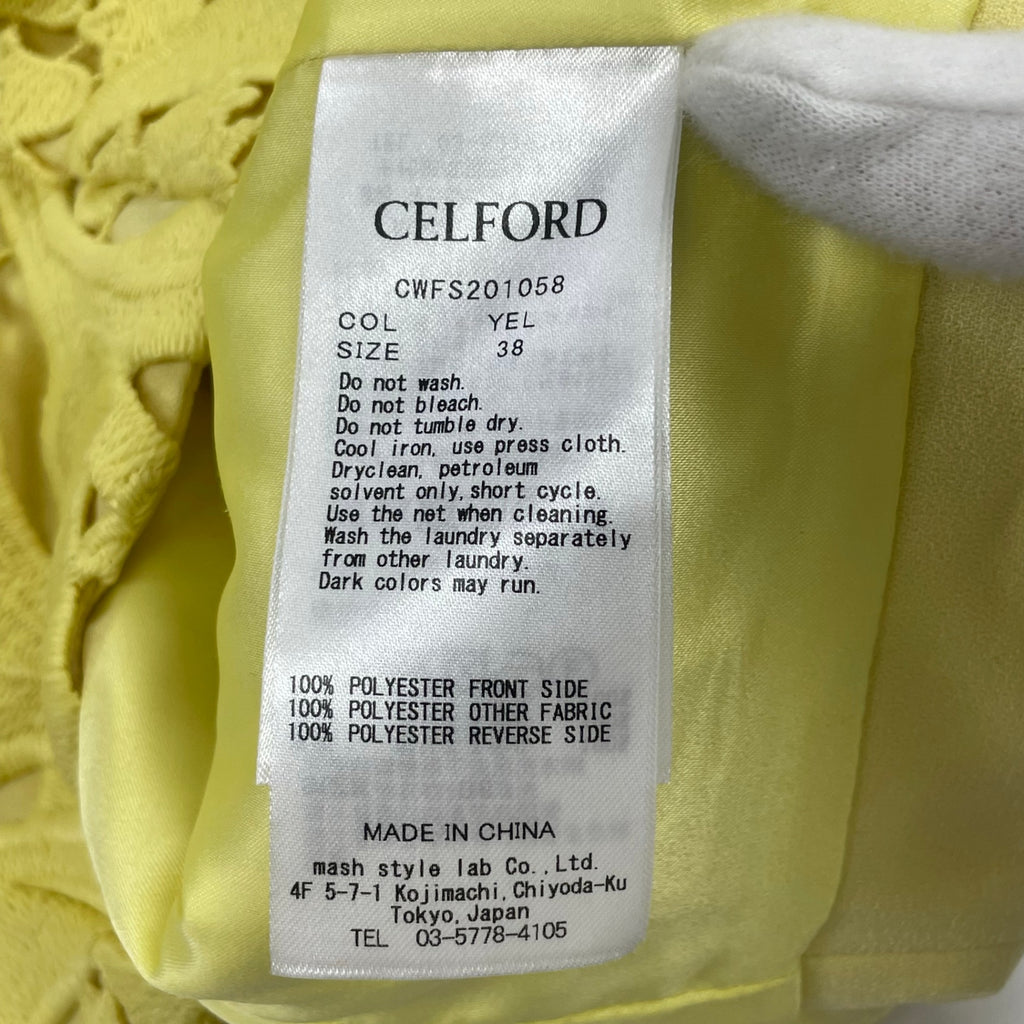 CELFORD
CWFS201058
COL YEL
SIZE 38
Do not wash.
Do not bleach.
Do not tumble dry.
Cool iron, use press cloth.
Dryclean, petroleum
solvent only, short cycle.
Use the net when cleaning.
Wash the laundry separately
from other laundry.
Dark colors may run.
100% POLYESTER FRONT SIDE
100% POLYESTER OTHER FABRIC
100% POLYESTER REVERSE SIDE
MADE IN CHINA
mash style lab Co.,Ltd.
4F 5-7-1 Kojimachi, Chiyoda-Ku
Tokyo, Japan
TEL 03-5778-4105